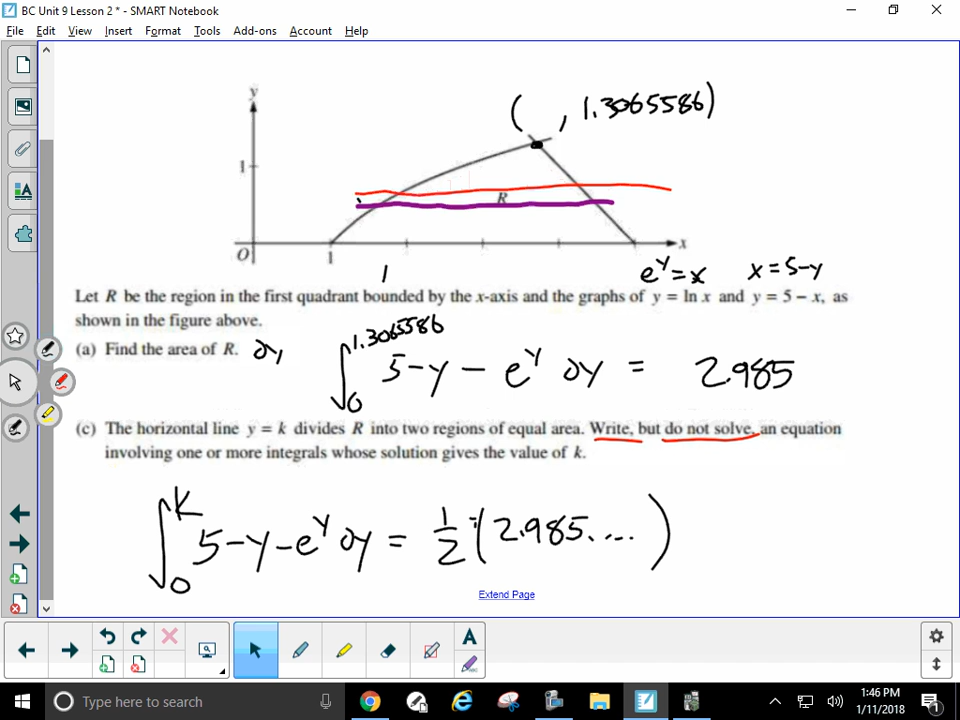 BC Unit 9 Lesson 2 * - SMART Notebook
File Edit View Insert Format Tools Add-ons Account Help
( , 1.3065586)
y
1
R
O
1
x
1
e^y = x x = 5-y
Let R be the region in the first quadrant bounded by the x-axis and the graphs of y = ln x and y = 5 − x, as
shown in the figure above.
(a) Find the area of R. dy
∫_0^1.3065586 5-y - e^y dy = 2.985
(c) The horizontal line y = k divides R into two regions of equal area. Write, but do not solve, an equation
involving one or more integrals whose solution gives the value of k.
∫_0^k 5-y-e^y dy = 1/2 (2.985....)
Extend Page
A
Type here to search
1:46 PM
1/11/2018
1